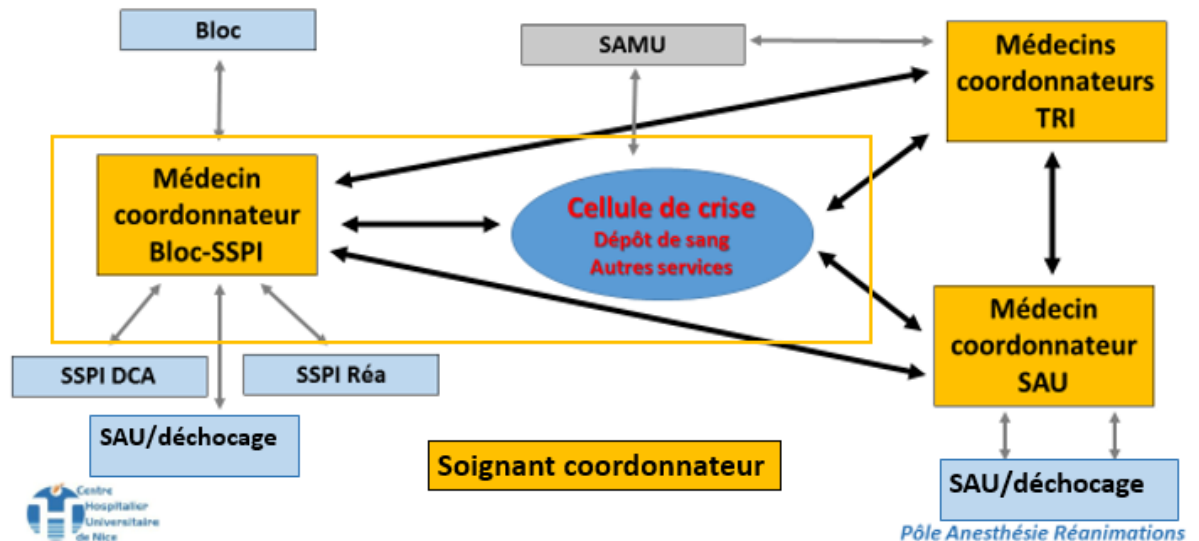 Bloc
SAMU
Médecins
coordonnateurs
TRI
Médecin
coordonnateur
Bloc-SSPI
Cellule de crise
Dépôt de sang
Autres services
Médecin
coordonnateur
SAU
SSPI DCA
SSPI Réa
SAU/déchocage
Soignant coordonnateur
SAU/déchocage
Centre
Hospitalier
Universitaire
de Nice
Pôle Anesthésie Réanimations